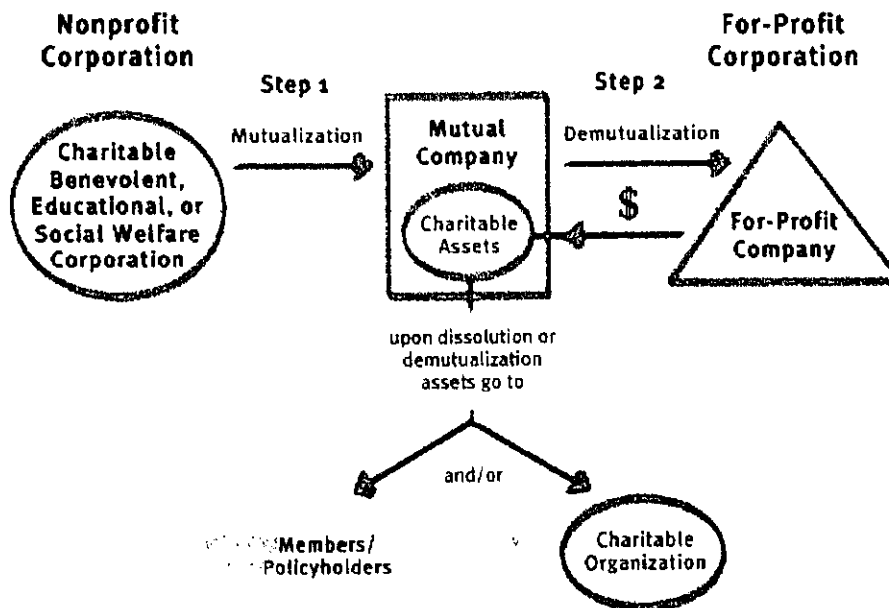 Nonprofit
Corporation
For-Profit
Corporation
Step 1
Step 2
Mutualization
Mutual
Company
Demutualization
Charitable
Benevolent,
Educational, or
Social Welfare
Corporation
Charitable
Assets
$
For-Profit
Company
upon dissolution or
demutualization
assets go to
and/or
Members/
Policyholders
Charitable
Organization